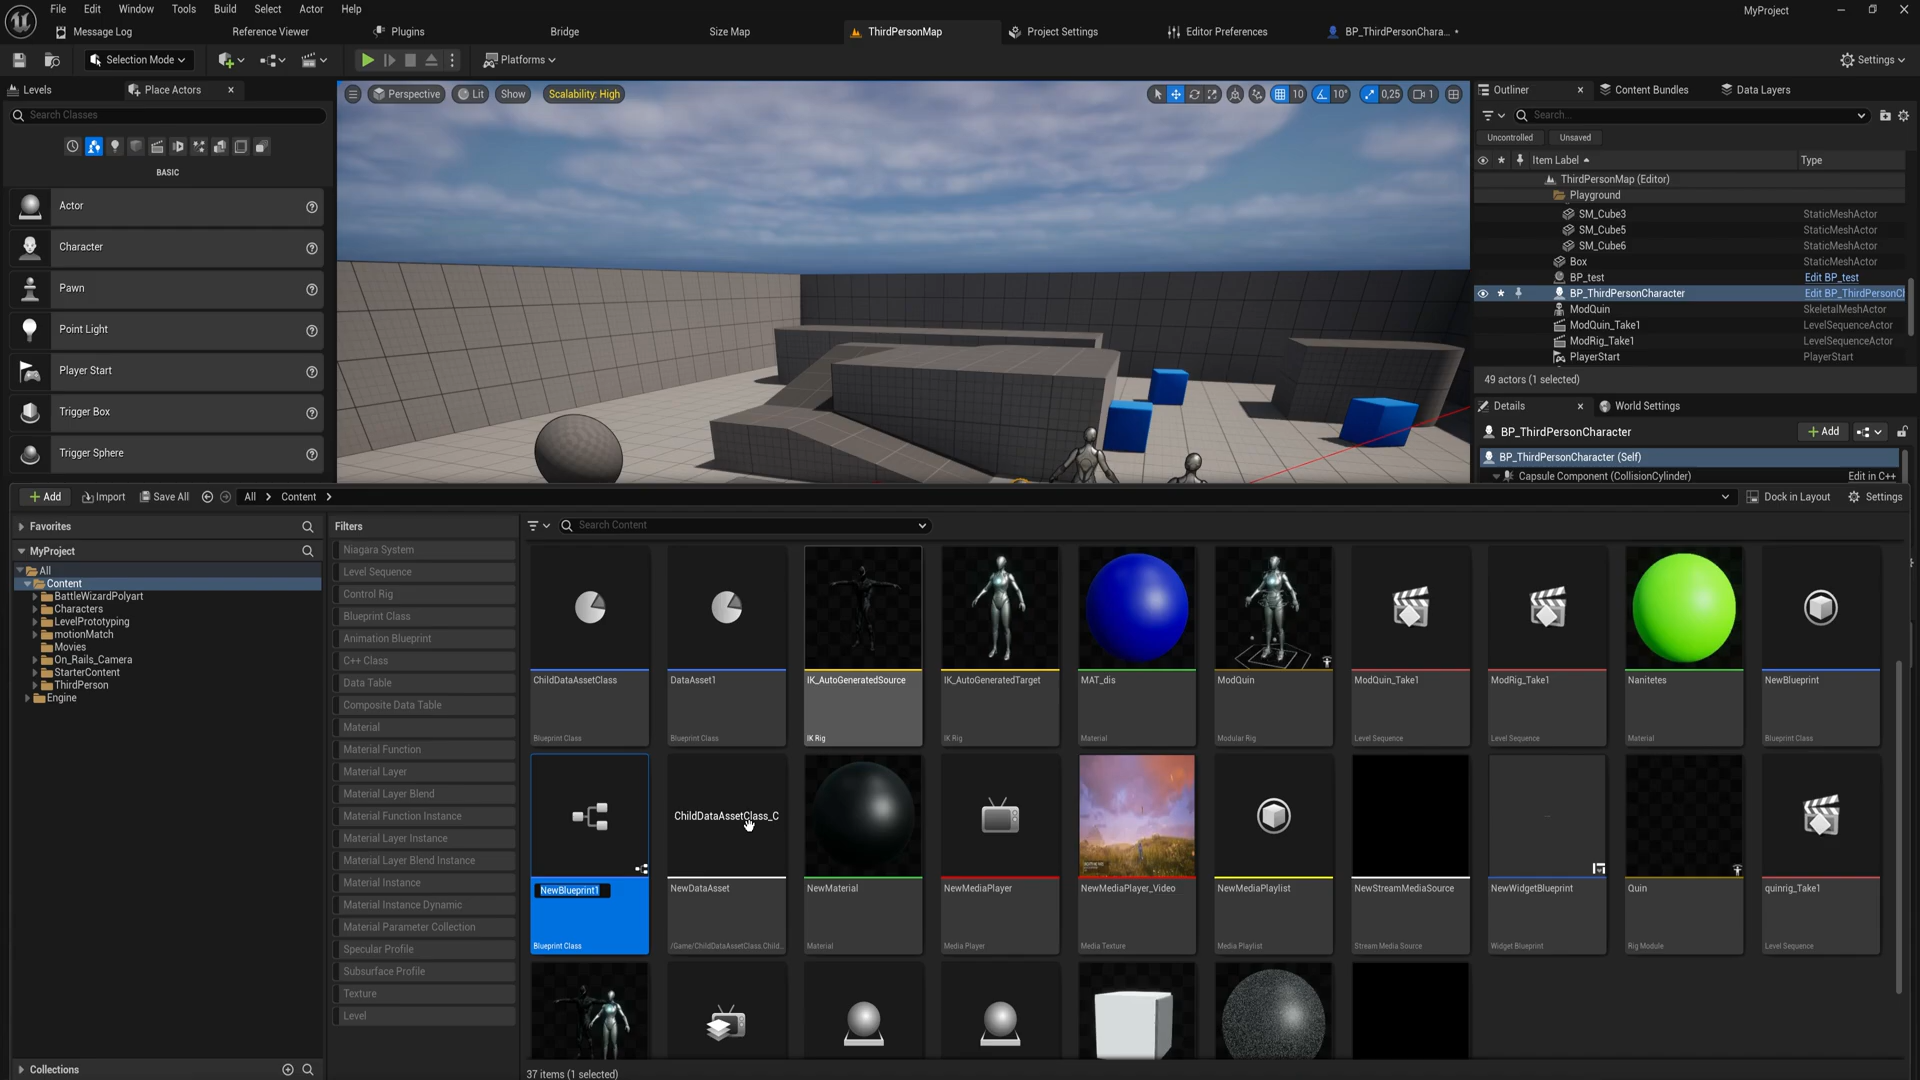 File Edit Window Tools Build Select Actor Help
MyProject
Message Log
Reference Viewer
Plugins
Bridge
Size Map
ThirdPersonMap
Project Settings
Editor Preferences
BP_ThirdPersonChara... •
Selection Mode
Platforms
Settings
Levels
Place Actors
Search Classes
BASIC
Actor
Character
Pawn
Point Light
Player Start
Trigger Box
Trigger Sphere
Perspective
Lit
Show
Scalability: High
10
10°
0,25
1
Outliner
Content Bundles
Data Layers
Search...
Uncontrolled
Unsaved
Item Label
Type
ThirdPersonMap (Editor)
Playground
SM_Cube3 StaticMeshActor
SM_Cube5 StaticMeshActor
SM_Cube6 StaticMeshActor
Box StaticMeshActor
BP_test Edit BP_test
BP_ThirdPersonCharacter Edit BP_ThirdPersonCl
ModQuin SkeletalMeshActor
ModQuin_Take1 LevelSequenceActor
ModRig_Take1 LevelSequenceActor
PlayerStart PlayerStart
49 actors (1 selected)
Details
World Settings
BP_ThirdPersonCharacter
+ Add
BP_ThirdPersonCharacter (Self)
Capsule Component (CollisionCylinder) Edit in C++
+ Add
Import
Save All
All > Content >
Dock in Layout
Settings
Favorites
MyProject
All
Content
BattleWizardPolyart
Characters
LevelPrototyping
motionMatch
Movies
On_Rails_Camera
StarterContent
ThirdPerson
Engine
Collections
Filters
Niagara System
Level Sequence
Control Rig
Blueprint Class
Animation Blueprint
C++ Class
Data Table
Composite Data Table
Material
Material Function
Material Layer
Material Layer Blend
Material Function Instance
Material Layer Instance
Material Layer Blend Instance
Material Instance
Material Instance Dynamic
Material Parameter Collection
Specular Profile
Subsurface Profile
Texture
Level
Search Content
ChildDataAssetClass
Blueprint Class
DataAsset1
Blueprint Class
IK_AutoGeneratedSource
IK Rig
IK_AutoGeneratedTarget
IK Rig
MAT_dis
Material
ModQuin
Modular Rig
ModQuin_Take1
Level Sequence
ModRig_Take1
Level Sequence
Nanitetes
Material
NewBlueprint
Blueprint Class
NewBlueprint1
Blueprint Class
ChildDataAssetClass_C
NewDataAsset
/Game/ChildDataAssetClass.Child...
NewMaterial
Material
NewMediaPlayer
Media Player
NewMediaPlayer_Video
Media Texture
NewMediaPlaylist
Media Playlist
NewStreamMediaSource
Stream Media Source
NewWidgetBlueprint
Widget Blueprint
Quin
Rig Module
quinrig_Take1
Level Sequence
37 items (1 selected)